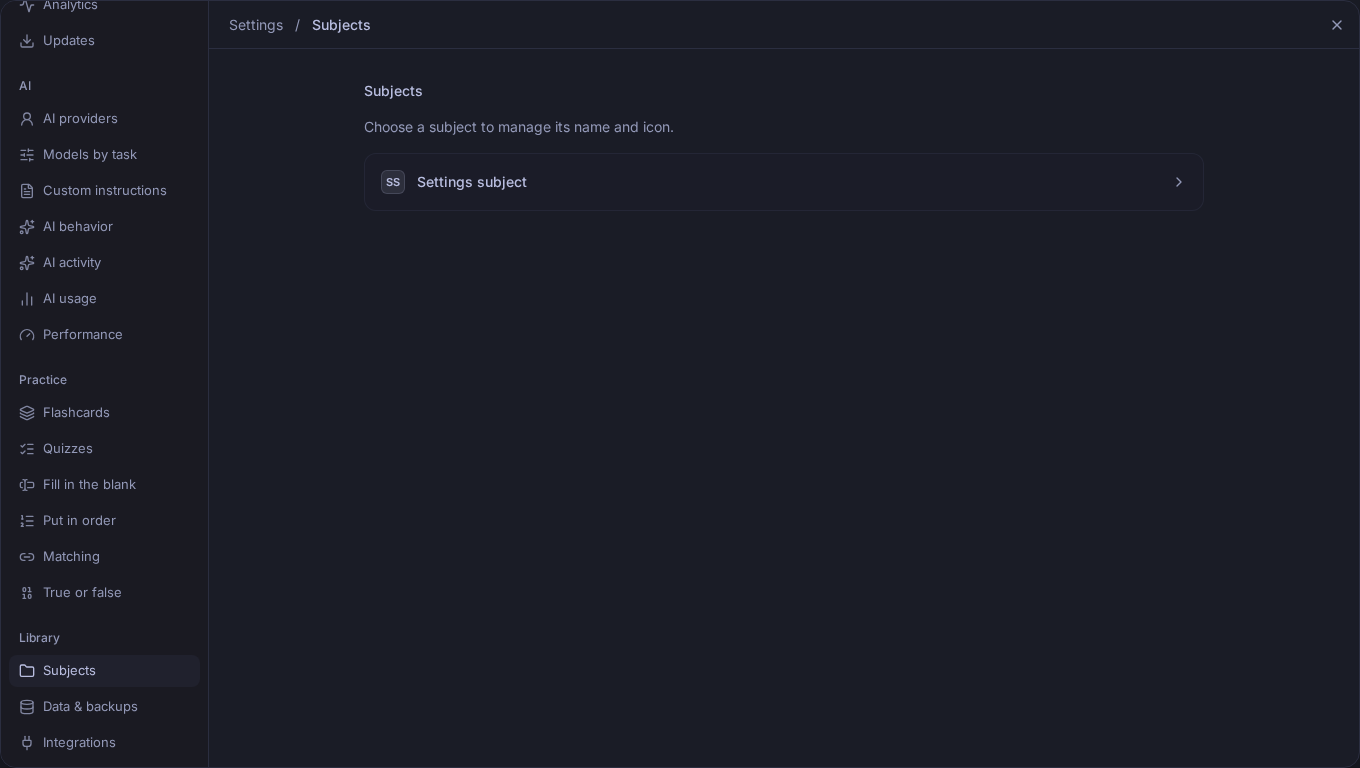 Analytics
Updates
AI
AI providers
Models by task
Custom instructions
AI behavior
AI activity
AI usage
Performance
Practice
Flashcards
Quizzes
Fill in the blank
Put in order
Matching
True or false
Library
Subjects
Data & backups
Integrations
Settings / Subjects
Subjects
Choose a subject to manage its name and icon.
SS Settings subject